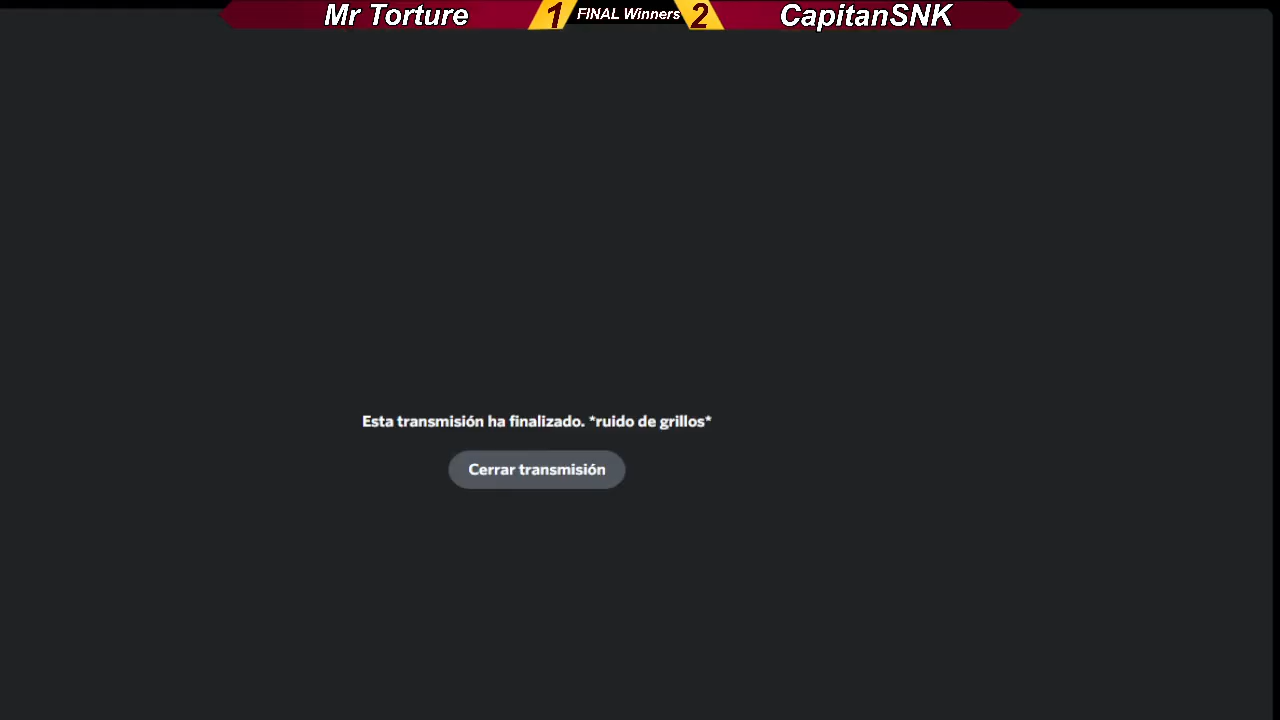 Mr Torture 1 FINAL Winners 2 CapitanSNK
Esta transmisión ha finalizado. *ruido de grillos*
Cerrar transmisión